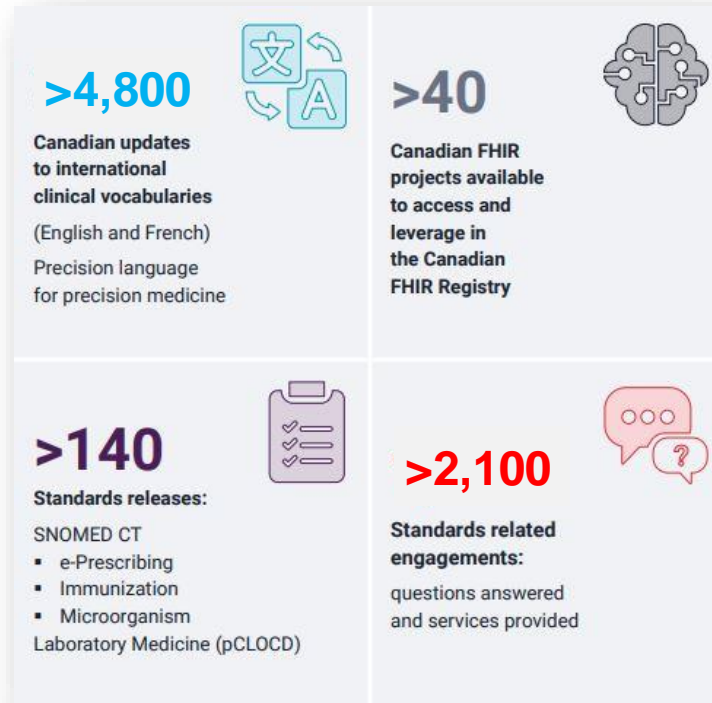 >4,800
文
A
Canadian updates
to international
clinical vocabularies
(English and French)
Precision language
for precision medicine
>40
Canadian FHIR
projects available
to access and
leverage in
the Canadian
FHIR Registry
>140
Standards releases:
SNOMED CT
▪ e-Prescribing
▪ Immunization
▪ Microorganism
Laboratory Medicine (pCLOCD)
?
>2,100
Standards related
engagements:
questions answered
and services provided